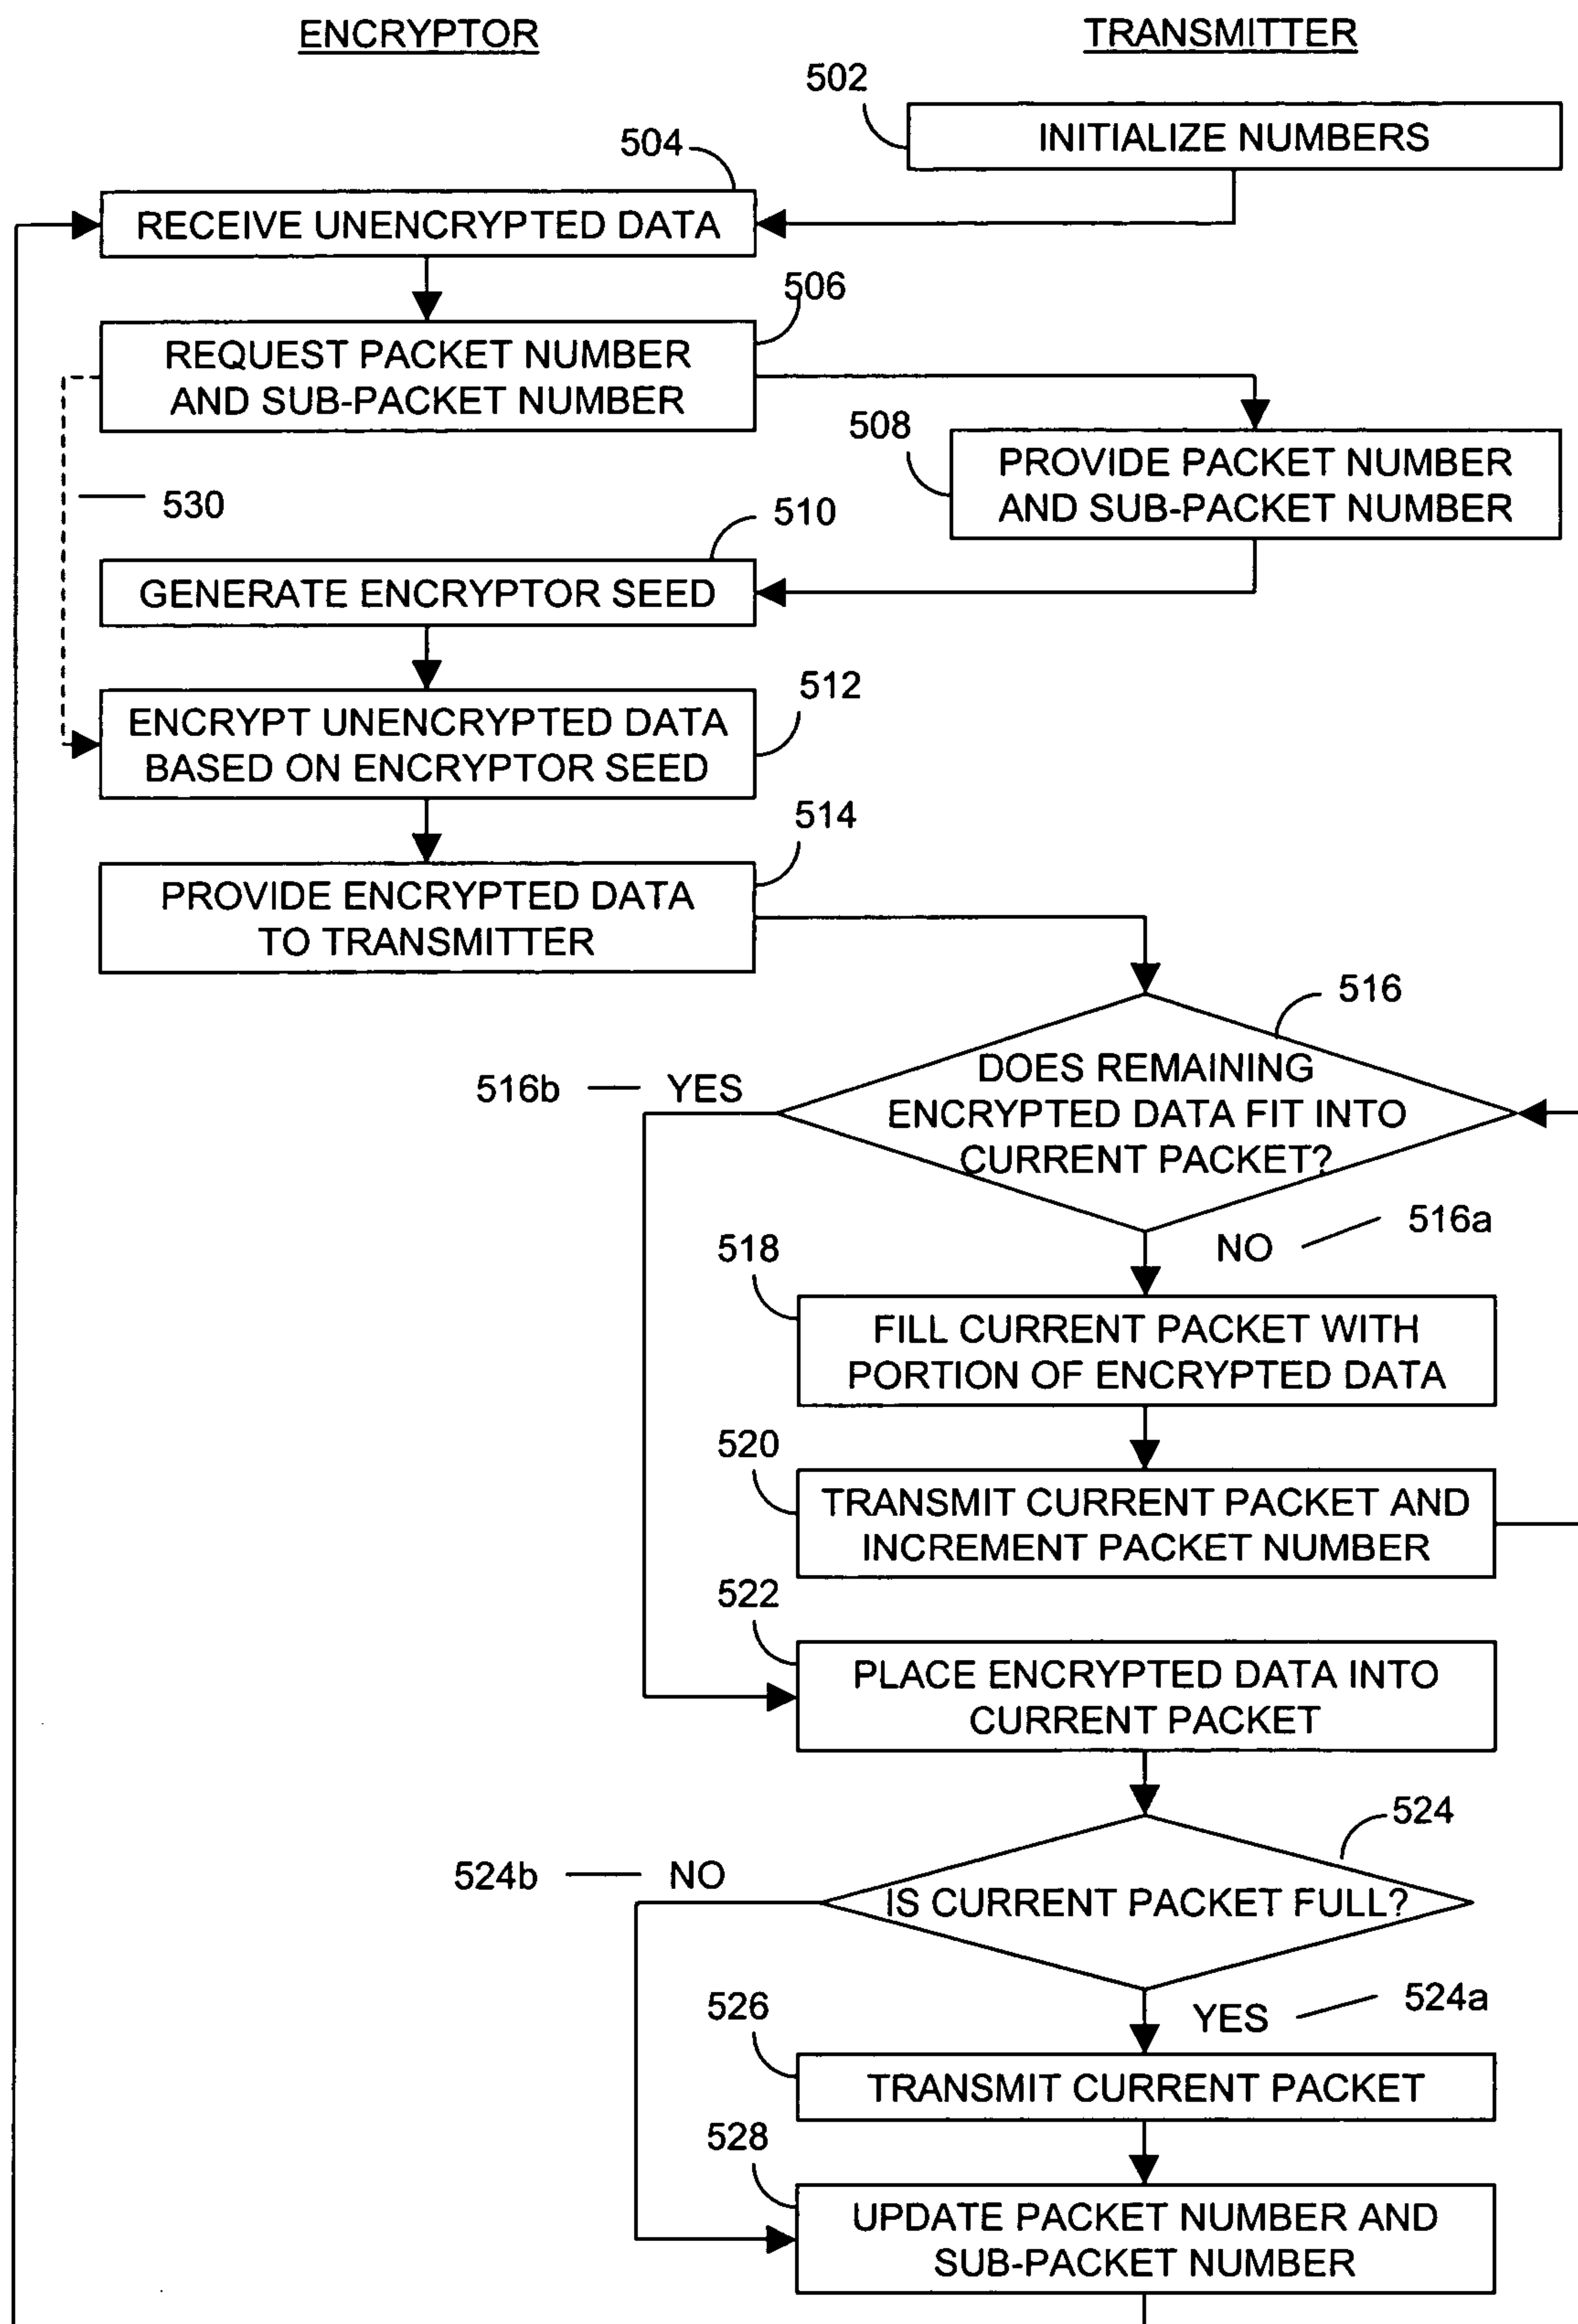 ENCRYPTOR
TRANSMITTER
502
INITIALIZE NUMBERS
504
RECEIVE UNENCRYPTED DATA
506
REQUEST PACKET NUMBER
AND SUB-PACKET NUMBER
508
PROVIDE PACKET NUMBER
AND SUB-PACKET NUMBER
530
510
GENERATE ENCRYPTOR SEED
512
ENCRYPT UNENCRYPTED DATA
BASED ON ENCRYPTOR SEED
514
PROVIDE ENCRYPTED DATA
TO TRANSMITTER
516
DOES REMAINING
ENCRYPTED DATA FIT INTO
CURRENT PACKET?
516b
YES
516a
NO
518
FILL CURRENT PACKET WITH
PORTION OF ENCRYPTED DATA
520
TRANSMIT CURRENT PACKET AND
INCREMENT PACKET NUMBER
522
PLACE ENCRYPTED DATA INTO
CURRENT PACKET
524
524b
NO
IS CURRENT PACKET FULL?
524a
YES
526
TRANSMIT CURRENT PACKET
528
UPDATE PACKET NUMBER AND
SUB-PACKET NUMBER